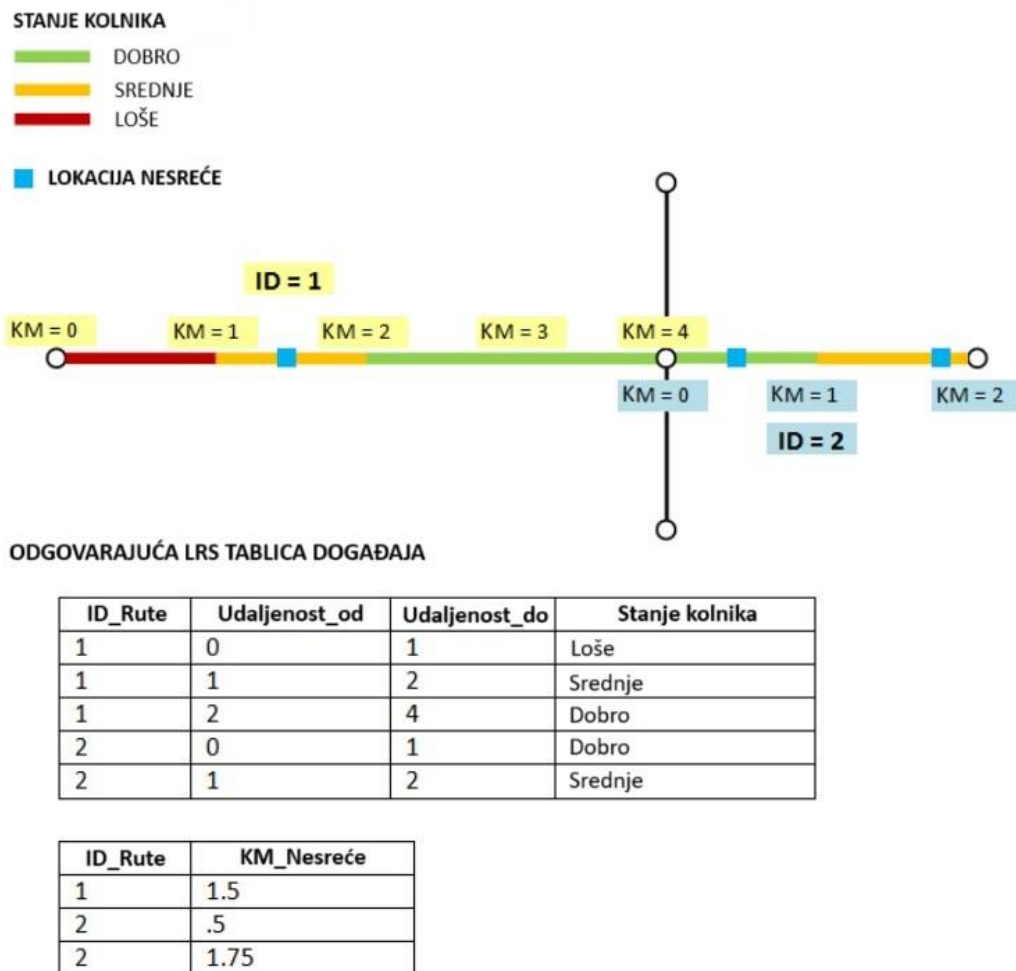 STANJE KOLNIKA
DOBRO
SREDNJE
LOŠE
LOKACIJA NESREĆE
ID = 1
KM = 0 KM = 1 KM = 2 KM = 3 KM = 4
KM = 0 KM = 1 KM = 2
ID = 2
ODGOVARAJUĆA LRS TABLICA DOGAĐAJA
ID_Rute Udaljenost_od Udaljenost_do Stanje kolnika
1 0 1 Loše
1 1 2 Srednje
1 2 4 Dobro
2 0 1 Dobro
2 1 2 Srednje
ID_Rute KM_Nesreće
1 1.5
2 .5
2 1.75